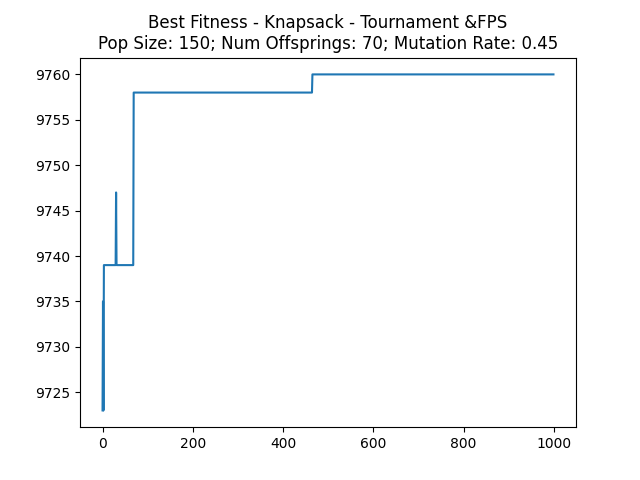 Best Fitness - Knapsack - Tournament &FPS
Pop Size: 150; Num Offsprings: 70; Mutation Rate: 0.45
9760
9755
9750
9745
9740
9735
9730
9725
0 200 400 600 800 1000